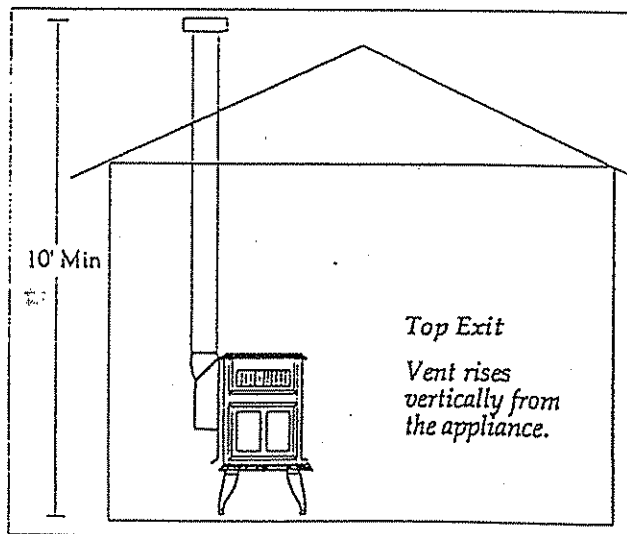 10' Min
Top Exit
Vent rises
vertically from
the appliance.